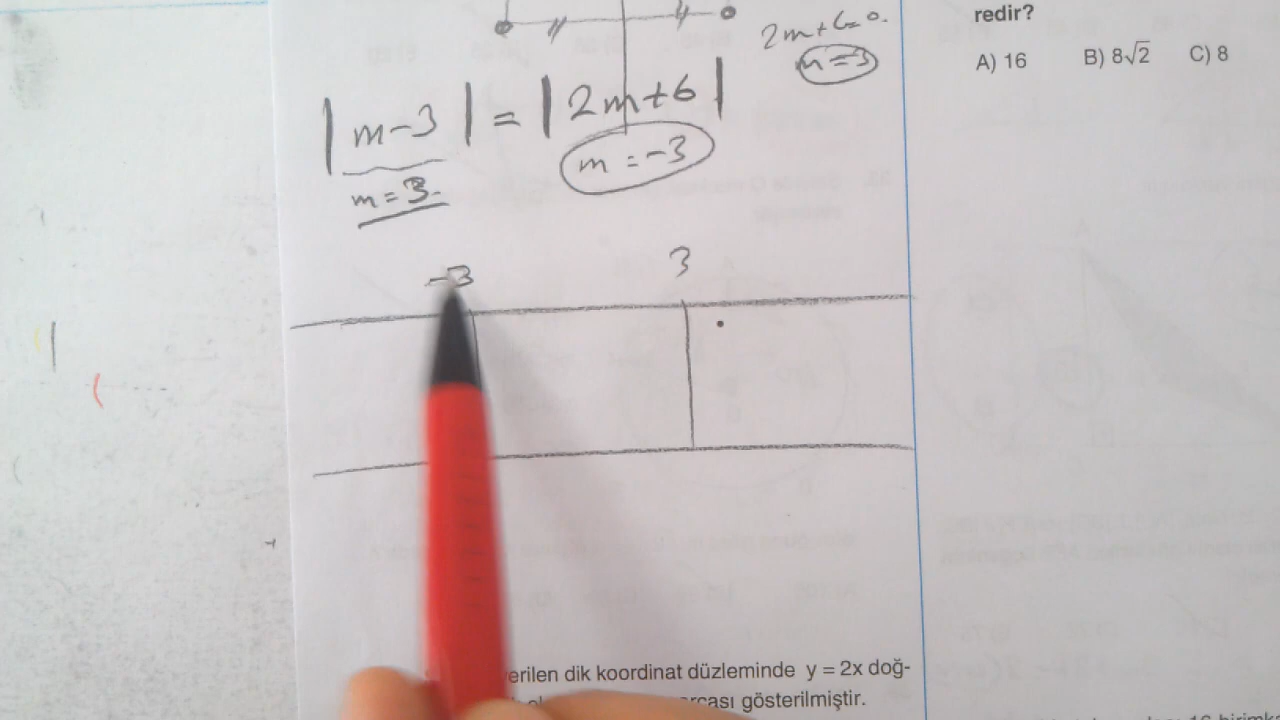 redir?
A) 16 B) 8√2 C) 8
2m+6=0.
m=-3
|m-3| = |2m+6|
m=3. m=-3
-3 3
erilen dik koordinat düzleminde y = 2x doğ-
gösterilmiştir.